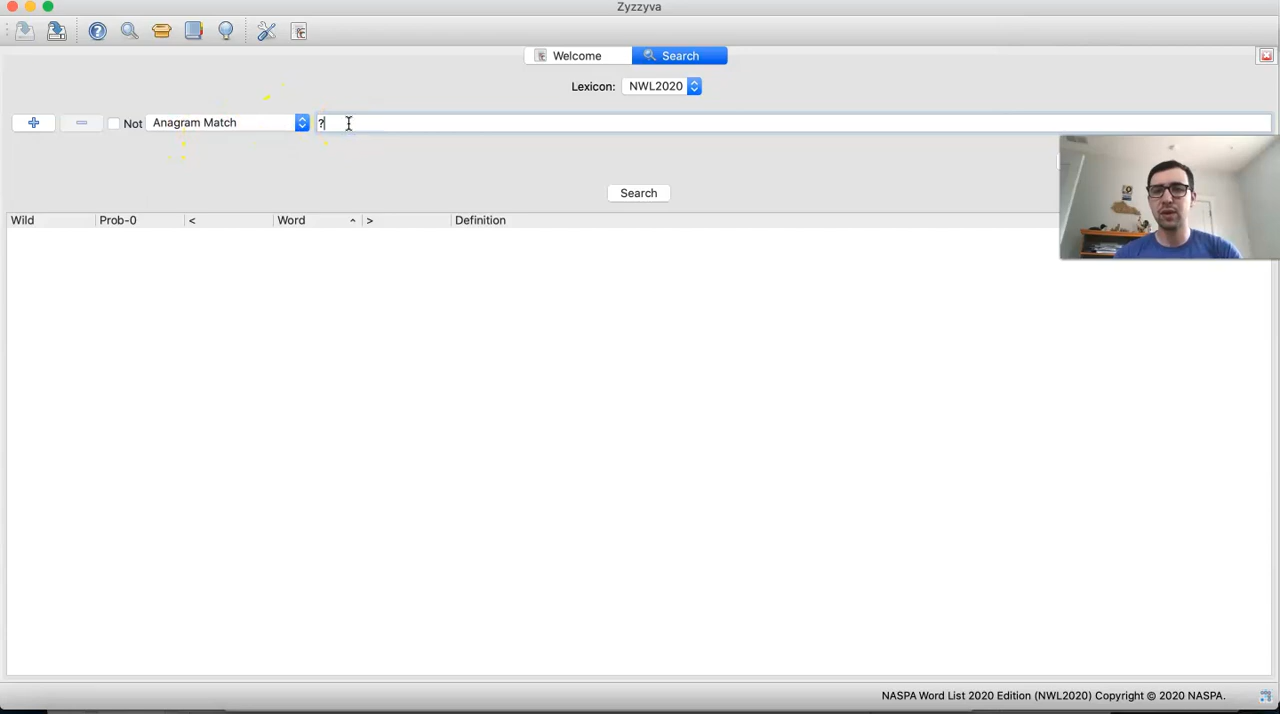 Zyzzyva
Welcome
Search
Lexicon: NWL2020
Not Anagram Match ?
Search
Wild Prob-0 < Word > Definition
NASPA Word List 2020 Edition (NWL2020) Copyright © 2020 NASPA.